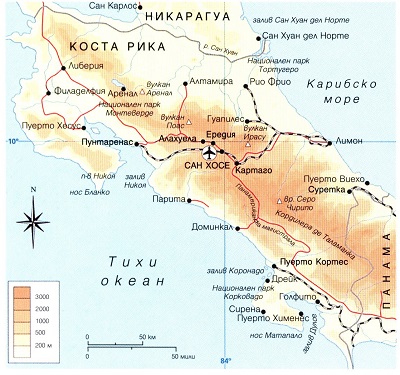 Сан Карлос
НИКАРАГУА
залив Сан Хуан дел Норте
Сан Хуан дел Норте
КОСТА РИКА
р. Сан Хуан
Национален парк
Тортугеро
Либерия
вулкан
Аренал
Алтамира
Рио Фрио
Карибско
море
Филаделфия
Аренал
Национален парк
Монтеверде
вулкан
Поас
Гуапилес
вулкан
Ирасу
Пуерто Хесус
10°
10°
Пунтаренас
Алахуела
Ередия
Лимон
САН ХОСЕ
Картаго
Пуерто Виехо
Суретка
п-в Никоя
залив
Никоя
нос Бланко
Панамериканска магистрала
вр. Серо
Чирипо
Кордилера де Таламанка
Парита
N
Доминкал
ПАНАМА
Тихи
океан
залив Коронадо
Пуерто Кортес
Дрейк
Национален парк
Корковадо
Голфито
Сирена
Пуерто Хименес
нос Матапало
залив Дулсе
3000
2000
1000
500
200 м
0
50 км
0
50 мили
84°